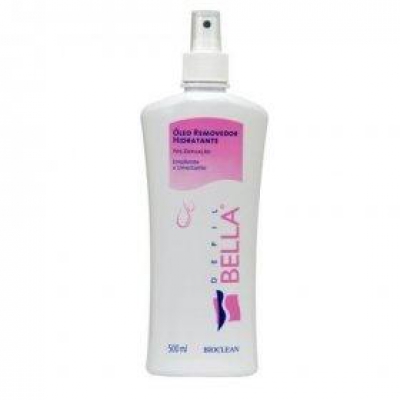 ÓLEO REMOVEDOR
HIDRATANTE
PÓS DEPILAÇÃO
Emoliente
e Umectante
DEPIL
BELLA®
500 ml
BIOCLEAN